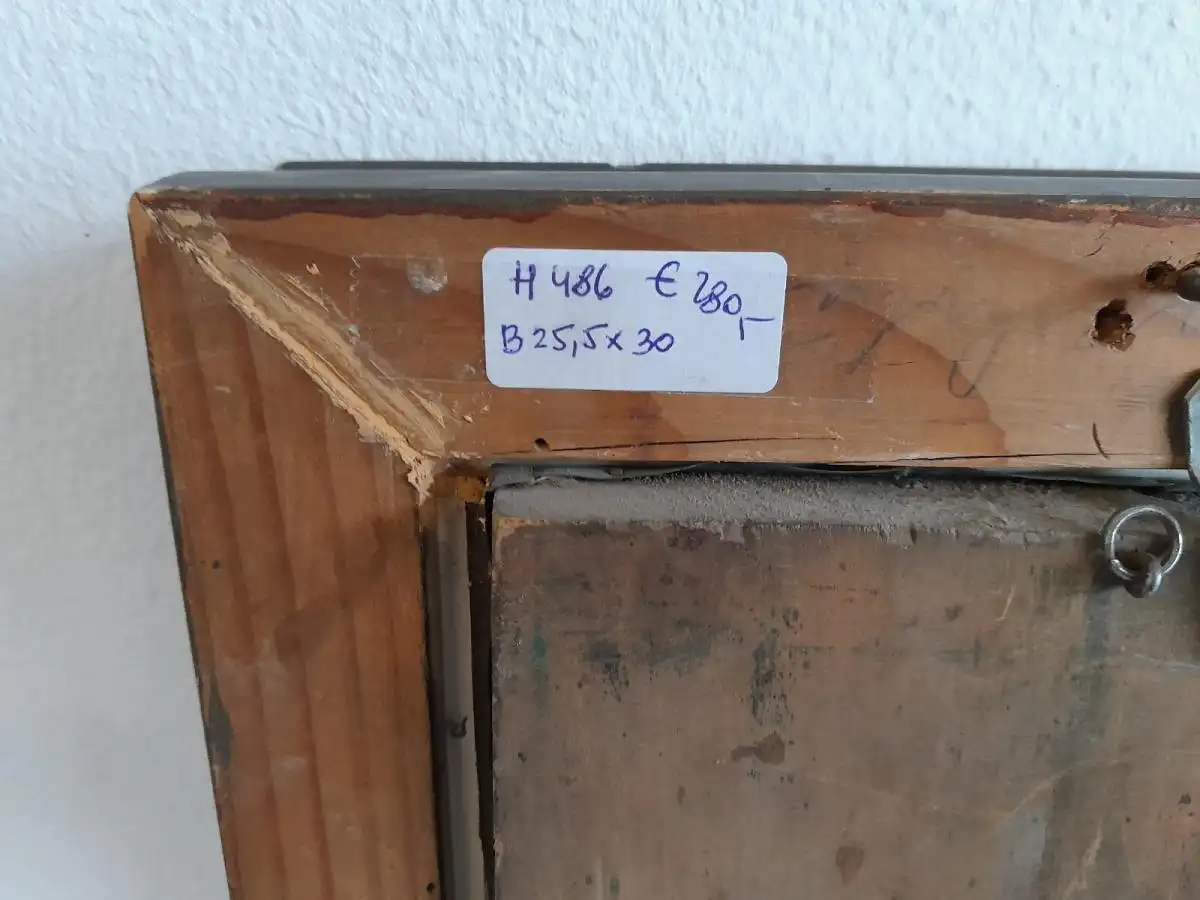 H 486 € 280,-
B 25,5 x 30